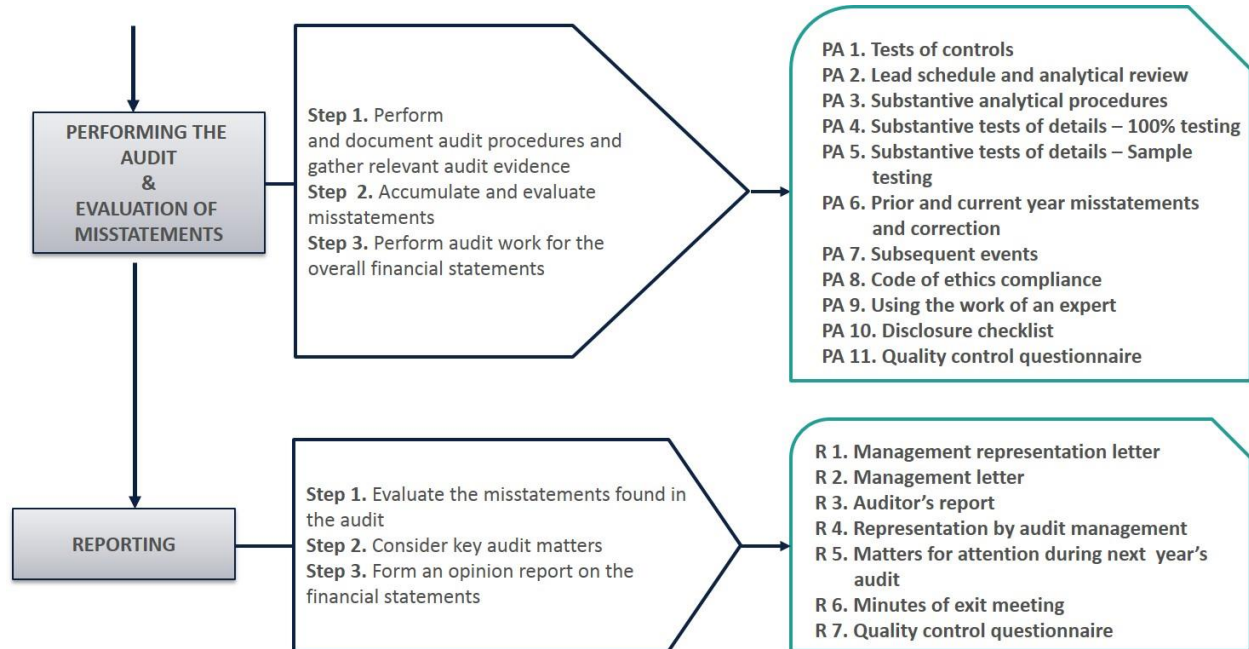 PERFORMING THE
AUDIT
&
EVALUATION OF
MISSTATEMENTS
Step 1. Perform
and document audit procedures and
gather relevant audit evidence
Step 2. Accumulate and evaluate
misstatements
Step 3. Perform audit work for the
overall financial statements
PA 1. Tests of controls
PA 2. Lead schedule and analytical review
PA 3. Substantive analytical procedures
PA 4. Substantive tests of details – 100% testing
PA 5. Substantive tests of details – Sample
testing
PA 6. Prior and current year misstatements
and correction
PA 7. Subsequent events
PA 8. Code of ethics compliance
PA 9. Using the work of an expert
PA 10. Disclosure checklist
PA 11. Quality control questionnaire
REPORTING
Step 1. Evaluate the misstatements found in
the audit
Step 2. Consider key audit matters
Step 3. Form an opinion report on the
financial statements
R 1. Management representation letter
R 2. Management letter
R 3. Auditor’s report
R 4. Representation by audit management
R 5. Matters for attention during next year’s
audit
R 6. Minutes of exit meeting
R 7. Quality control questionnaire